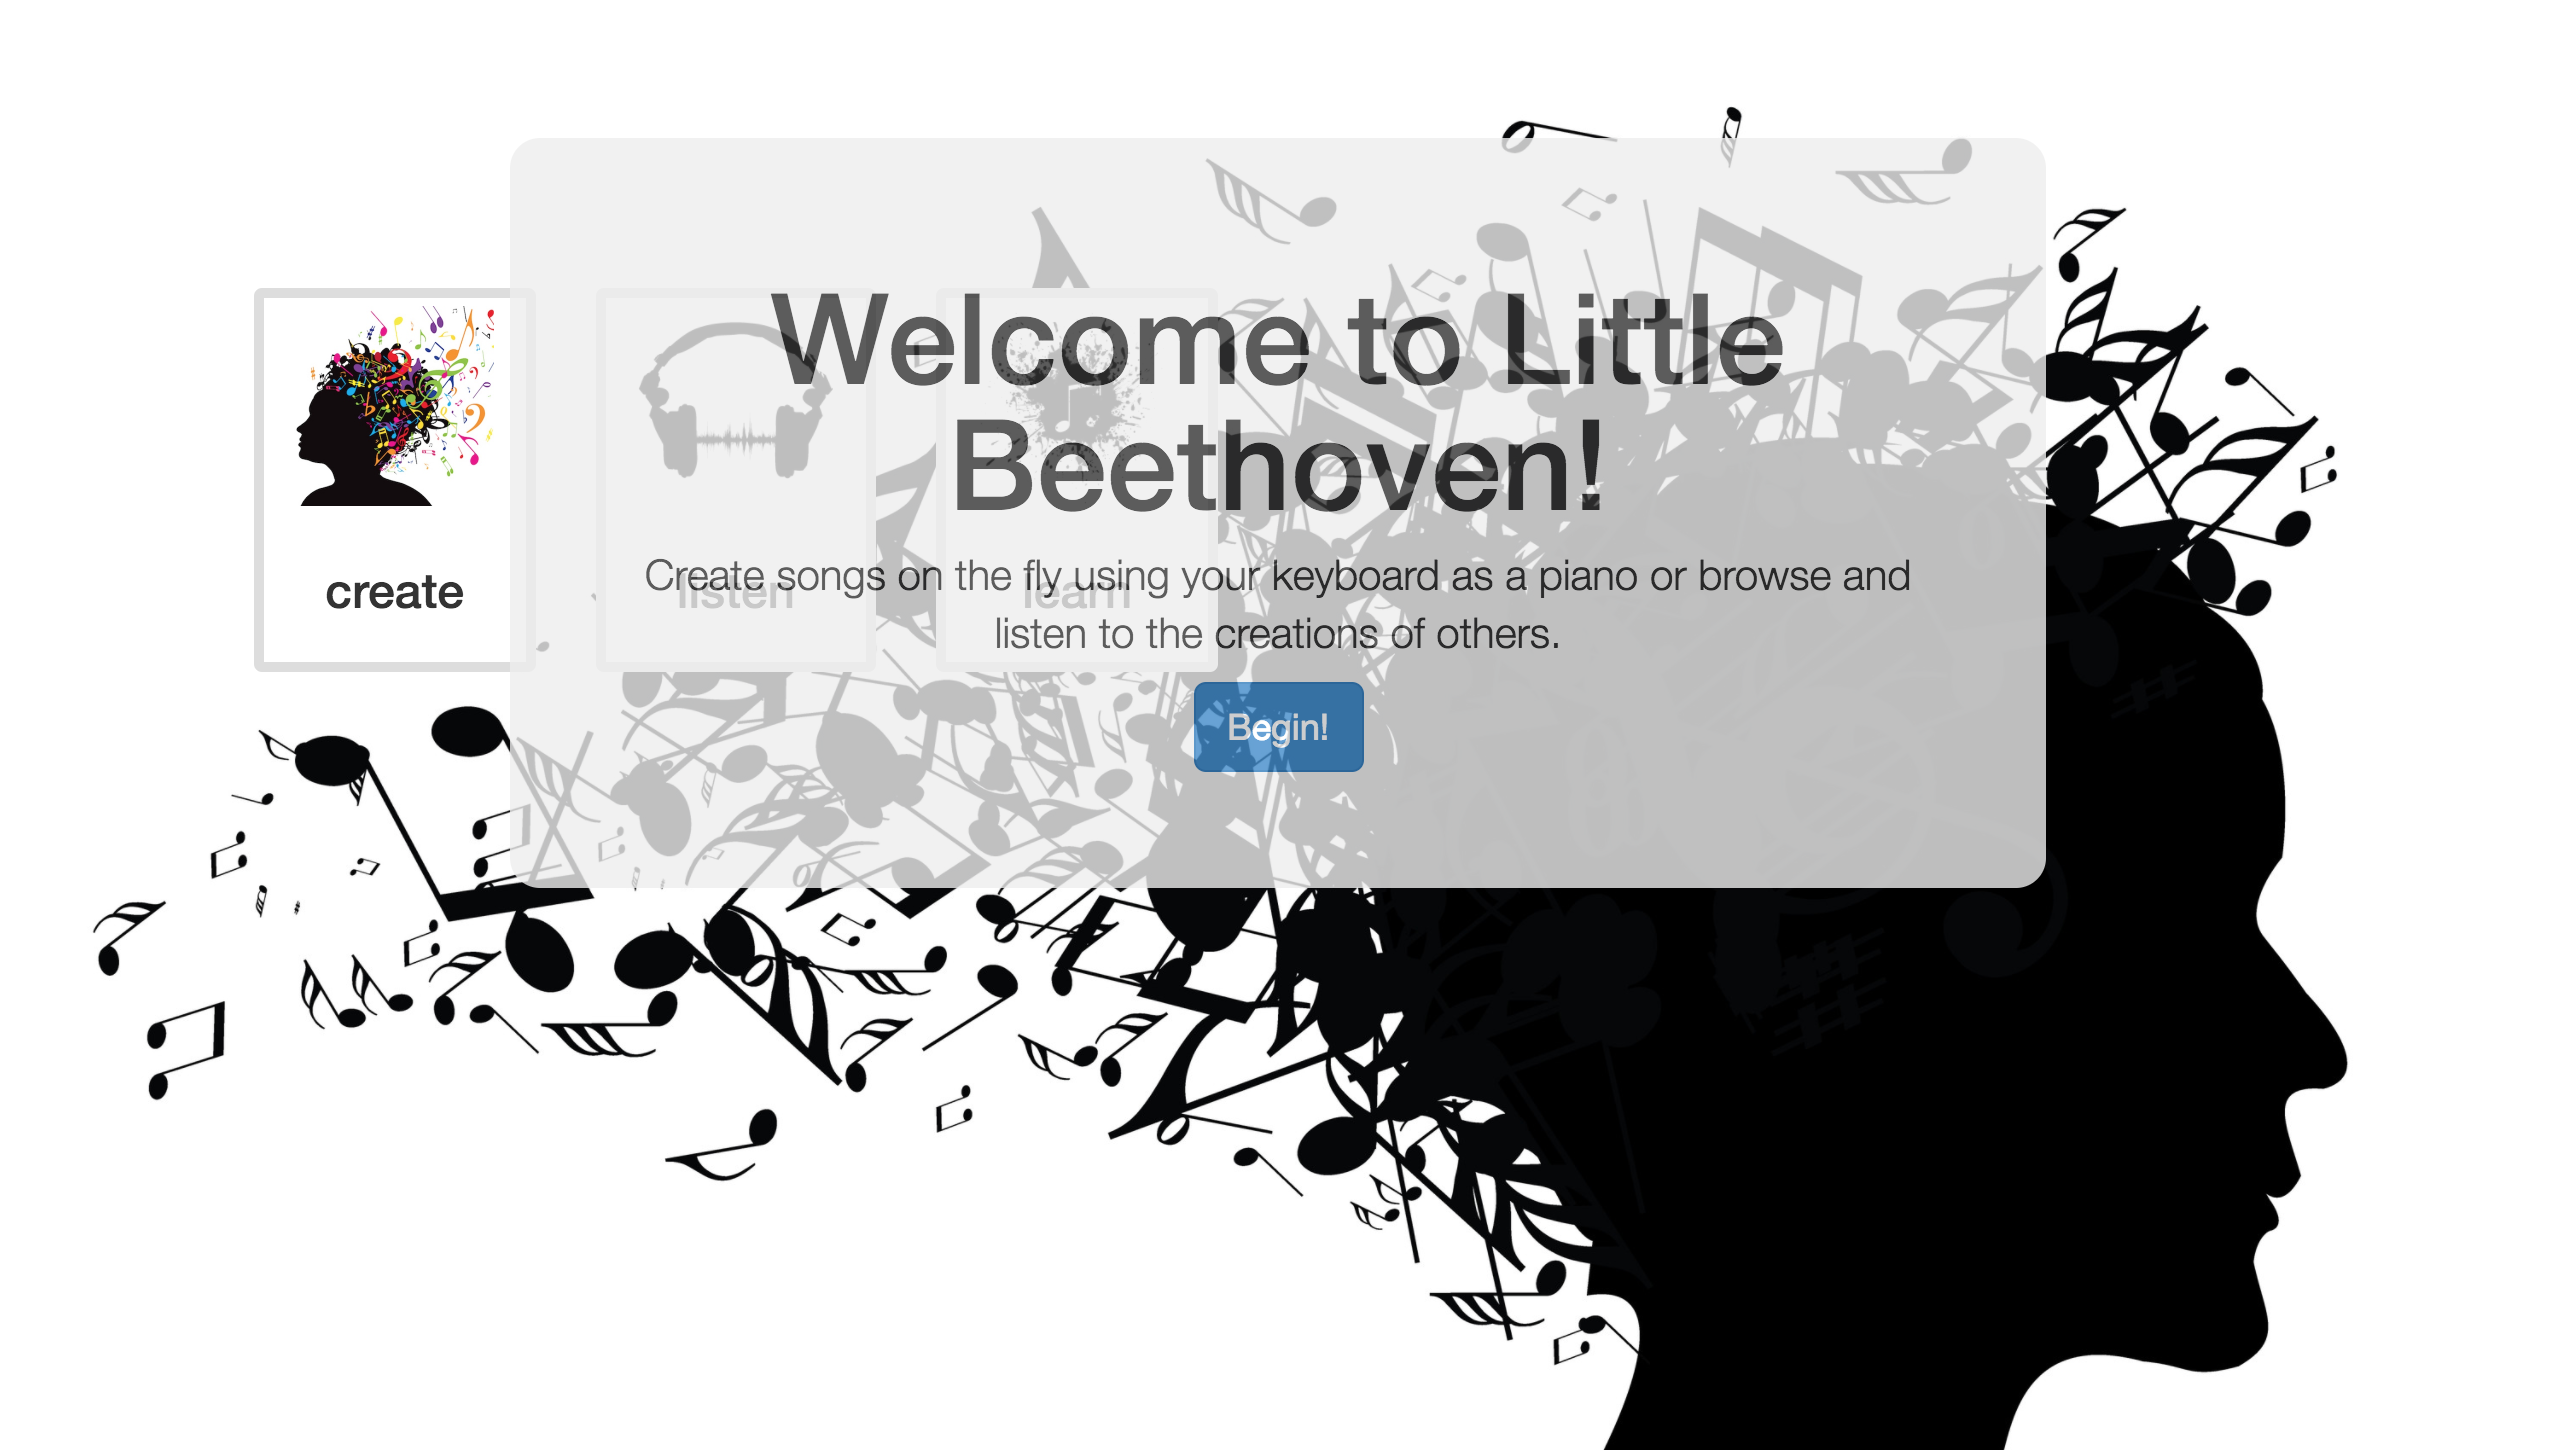 Welcome to Little
Beethoven!
Create songs on the fly using your keyboard as a piano or browse and
listen to the creations of others.
Begin!
create
listen
learn